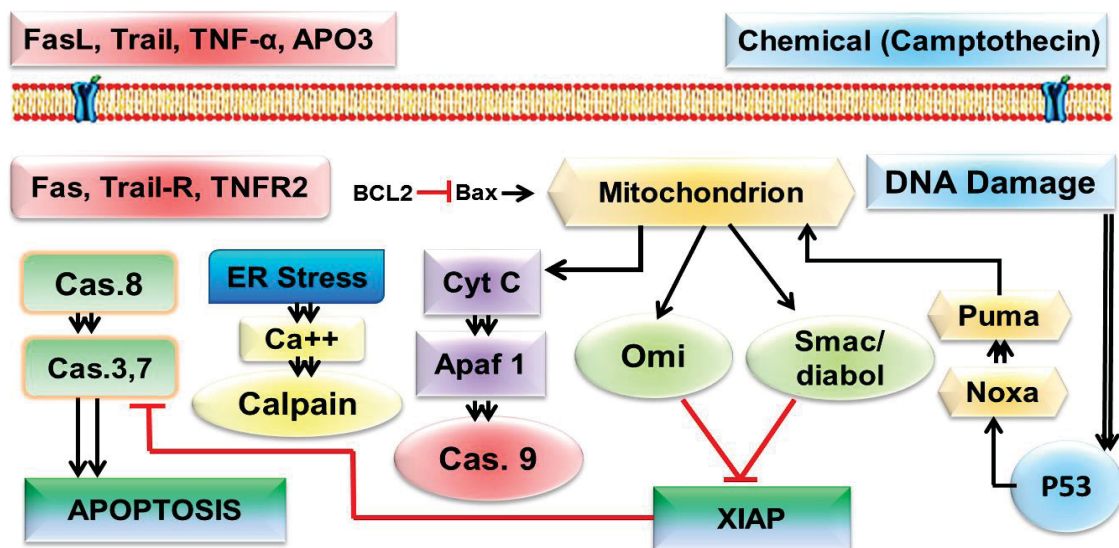 FasL, Trail, TNF-α, APO3
Chemical (Camptothecin)
Fas, Trail-R, TNFR2
BCL2
Bax
Mitochondrion
DNA Damage
Cas.8
ER Stress
Cyt C
Puma
Ca++
Omi
Smac/
diabol
Cas.3,7
Apaf 1
Noxa
Calpain
Cas. 9
P53
APOPTOSIS
XIAP